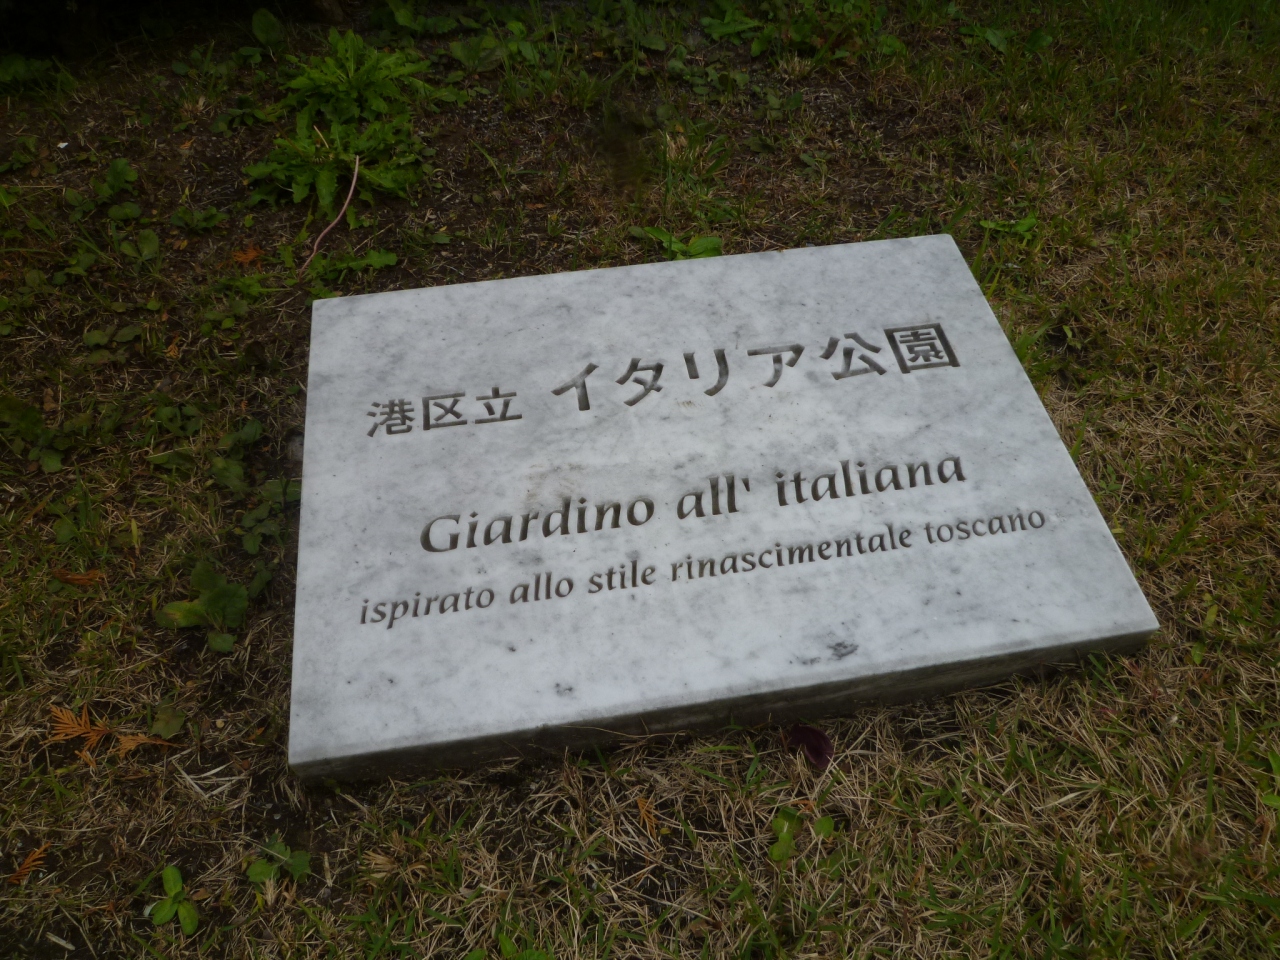 港区立 イタリア公園
Giardino all' italiana
ispirato allo stile rinascimentale toscano